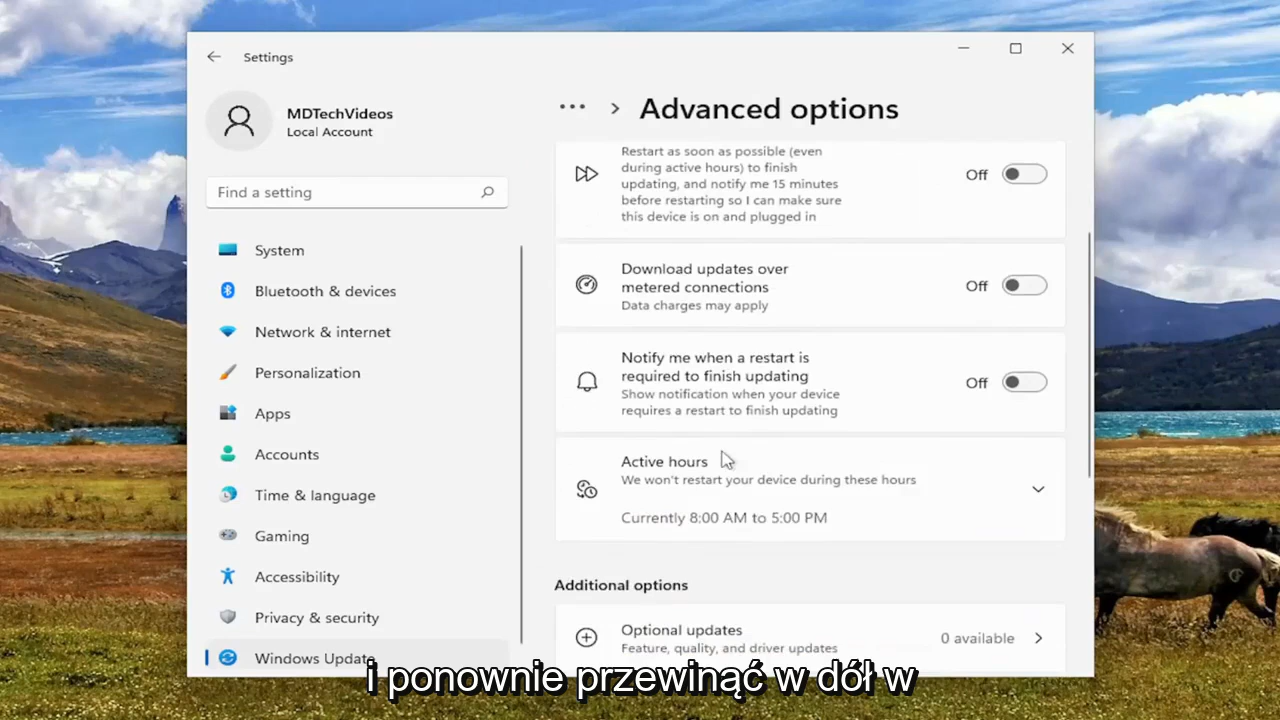 Settings
MDTechVideos
Local Account
Find a setting
System
Bluetooth & devices
Network & internet
Personalization
Apps
Accounts
Time & language
Gaming
Accessibility
Privacy & security
Windows Update
... > Advanced options
Restart as soon as possible (even
during active hours) to finish
updating, and notify me 15 minutes
before restarting so I can make sure
this device is on and plugged in
Off
Download updates over
metered connections
Data charges may apply
Off
Notify me when a restart is
required to finish updating
Show notification when your device
requires a restart to finish updating
Off
Active hours
We won't restart your device during these hours
Currently 8:00 AM to 5:00 PM
Additional options
Optional updates
Feature, quality, and driver updates
0 available
i ponownie przewinąć w dół w